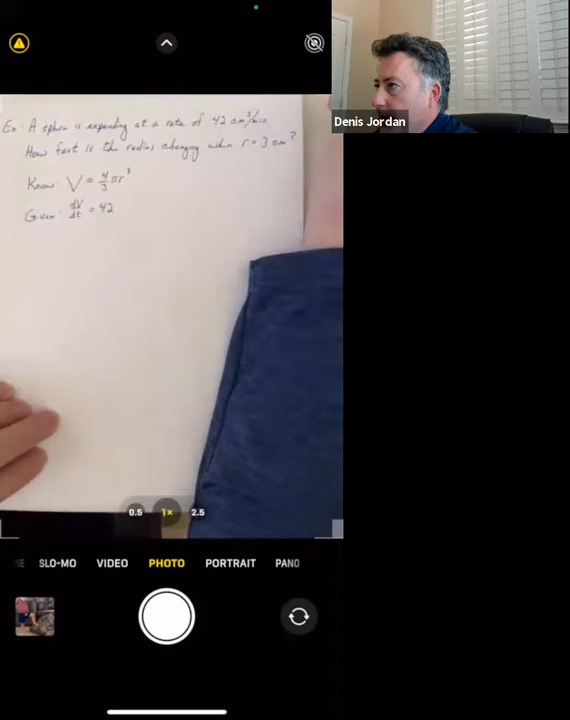 Denis Jordan
Ex: A sphere is expanding at a rate of 42 cm³/min.
How fast is the radius changing when r = 3 cm?
Know: V = 4/3 πr³
Given: dV/dt = 42
0.5 1× 2.5
SLO-MO VIDEO PHOTO PORTRAIT PANO